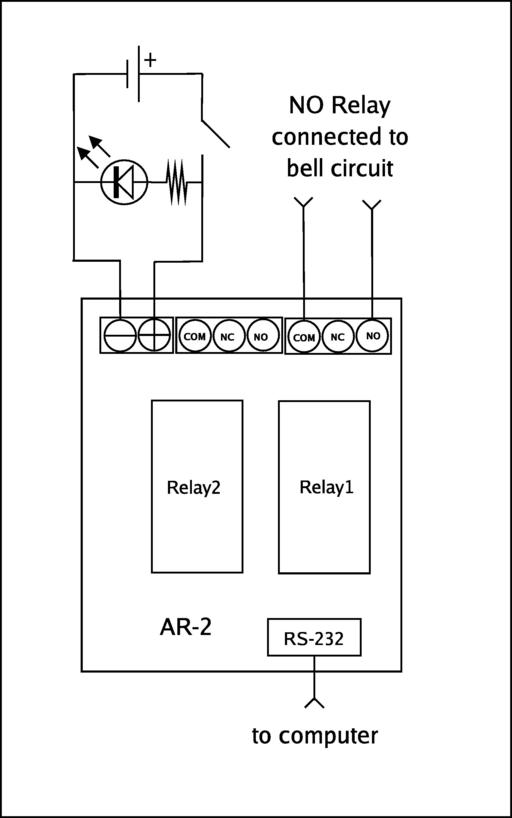 +
NO Relay
connected to
bell circuit
COM NC NO COM NC NO
Relay2 Relay1
AR-2
RS-232
to computer